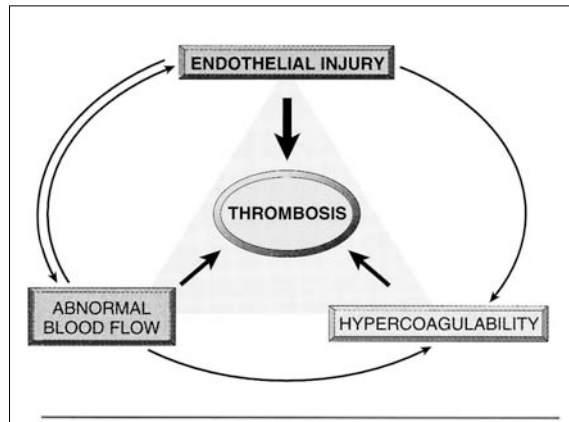 ENDOTHELIAL INJURY
THROMBOSIS
ABNORMAL
BLOOD FLOW
HYPERCOAGULABILITY